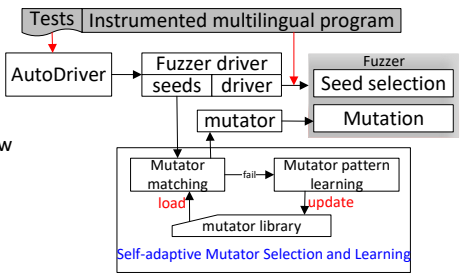 Tests Instrumented multilingual program
Fuzzer
AutoDriver
Fuzzer driver
seeds driver
Seed selection
mutator
Mutation
w
Mutator
matching
fail
Mutator pattern
learning
load
update
mutator library
Self-adaptive Mutator Selection and Learning